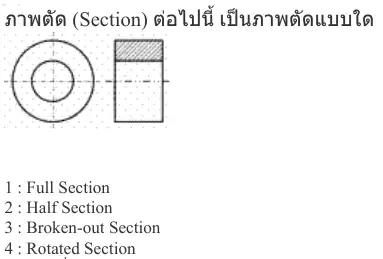 ภาพตัด (Section) ต่อไปนี้ เป็นภาพตัดแบบใด
1 : Full Section
2 : Half Section
3 : Broken-out Section
4 : Rotated Section